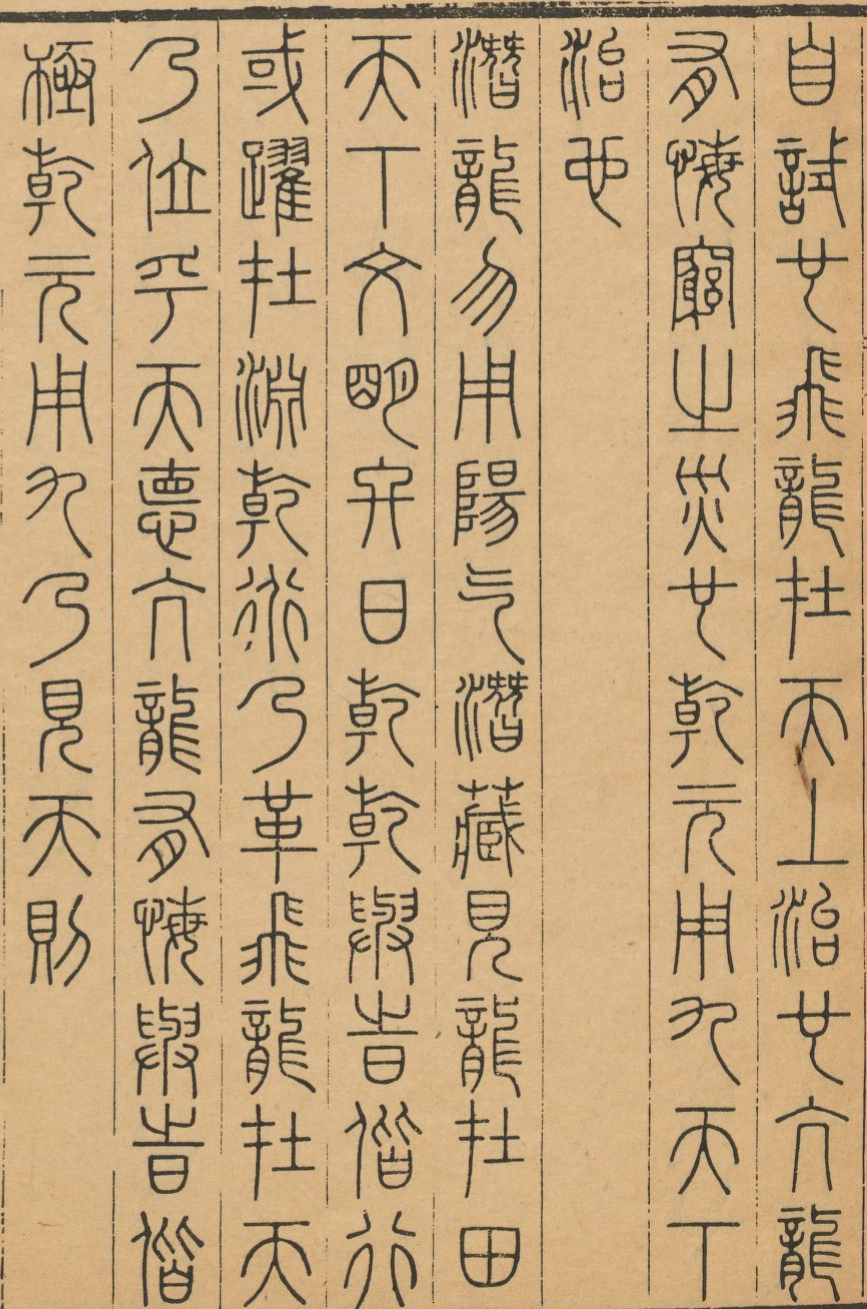 自試也飛龍在天上治也亢龍
有悔窮之災也乾元用九天下
治也
潛龍勿用陽气潛藏見龍在田
天下文明終日乾乾與時偕行
或躍在淵乾道乃革飛龍在天
乃位乎天德亢龍有悔與時偕
極乾元用九乃見天則